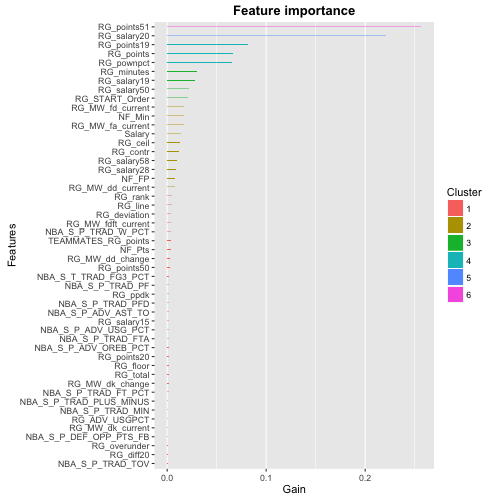 Feature importance
RG_points51
RG_salary20
RG_points19
RG_points
RG_pownpct
RG_minutes
RG_salary19
RG_salary50
RG_START_Order
RG_MW_fd_current
NF_Min
RG_MW_fa_current
Salary
RG_ceil
RG_contr
RG_salary58
RG_salary28
NF_FP
RG_MW_dd_current
RG_rank
RG_line
RG_deviation
RG_MW_fdft_current
NBA_S_P_TRAD_W_PCT
TEAMMATES_RG_points
NF_Pts
RG_MW_dd_change
RG_points50
NBA_S_T_TRAD_FG3_PCT
NBA_S_P_TRAD_PF
RG_ppdk
NBA_S_P_TRAD_PFD
NBA_S_P_ADV_AST_TO
RG_salary15
NBA_S_P_ADV_USG_PCT
NBA_S_P_TRAD_FTA
NBA_S_P_ADV_OREB_PCT
RG_points20
RG_floor
RG_total
RG_MW_dk_change
NBA_S_P_TRAD_FT_PCT
NBA_S_P_TRAD_PLUS_MINUS
NBA_S_P_TRAD_MIN
RG_ADV_USGPCT
RG_MW_dk_current
NBA_S_P_DEF_OPP_PTS_FB
RG_overunder
RG_diff20
NBA_S_P_TRAD_TOV
Features
0.0 0.1 0.2
Gain
Cluster
1
2
3
4
5
6